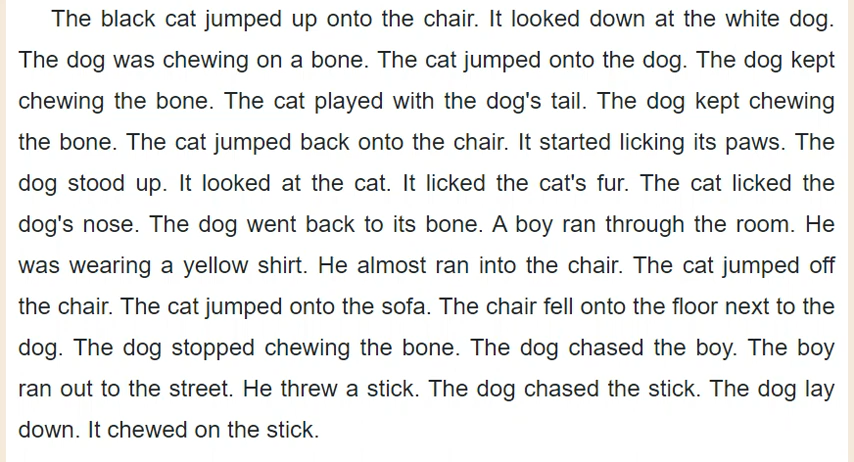 The black cat jumped up onto the chair. It looked down at the white dog.
The dog was chewing on a bone. The cat jumped onto the dog. The dog kept
chewing the bone. The cat played with the dog's tail. The dog kept chewing
the bone. The cat jumped back onto the chair. It started licking its paws. The
dog stood up. It looked at the cat. It licked the cat's fur. The cat licked the
dog's nose. The dog went back to its bone. A boy ran through the room. He
was wearing a yellow shirt. He almost ran into the chair. The cat jumped off
the chair. The cat jumped onto the sofa. The chair fell onto the floor next to the
dog. The dog stopped chewing the bone. The dog chased the boy. The boy
ran out to the street. He threw a stick. The dog chased the stick. The dog lay
down. It chewed on the stick.